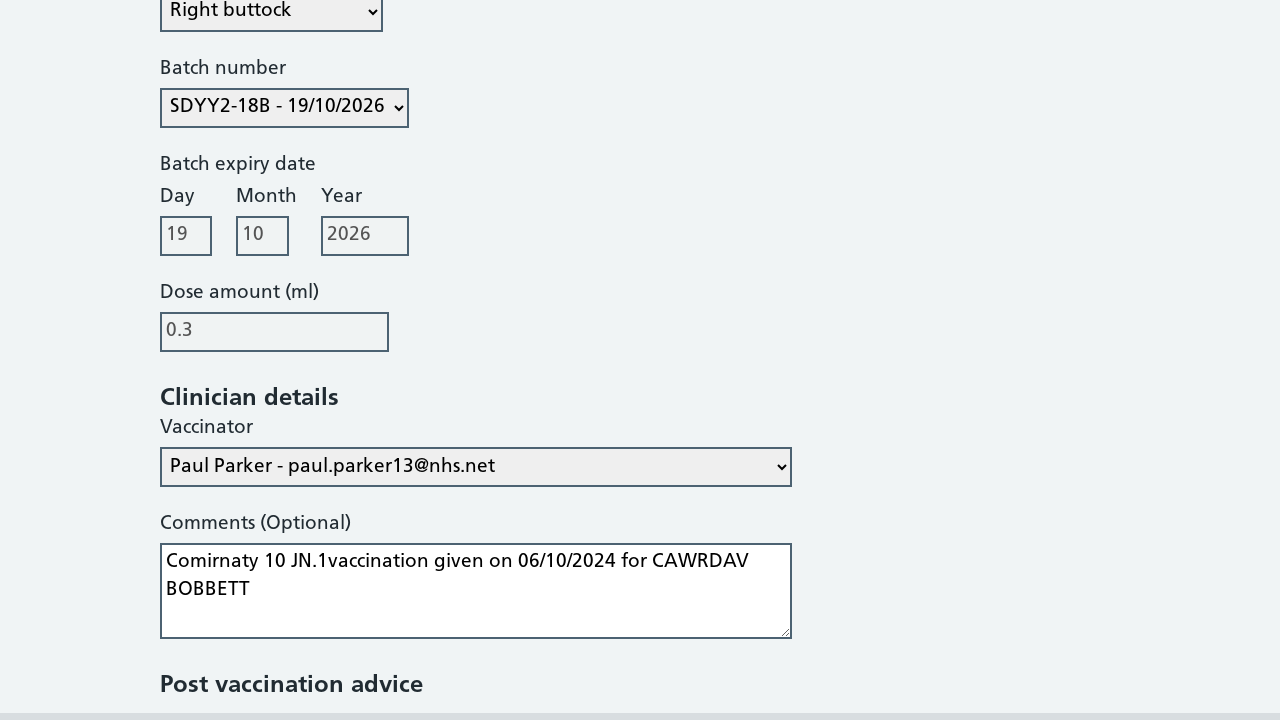 Right buttock
Batch number
SDYY2-18B - 19/10/2026
Batch expiry date
Day Month Year
19 10 2026
Dose amount (ml)
0.3
Clinician details
Vaccinator
Paul Parker - paul.parker13@nhs.net
Comments (Optional)
Comirnaty 10 JN.1vaccination given on 06/10/2024 for CAWRDAV
BOBBETT
Post vaccination advice